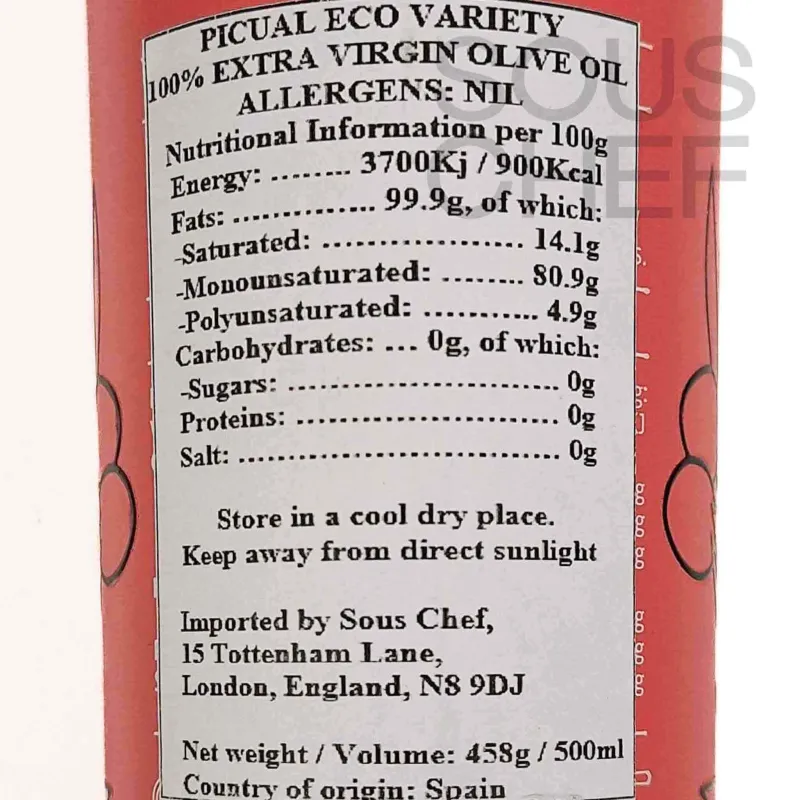 PICUAL ECO VARIETY
100% EXTRA VIRGIN OLIVE OIL
ALLERGENS: NIL
Nutritional Information per 100g
Energy: ........ 3700Kj / 900Kcal
Fats: .............. 99.9g, of which:
-Saturated: ................... 14.1g
-Monounsaturated: ........ 80.9g
-Polyunsaturated: ........... 4.9g
Carbohydrates: ... 0g, of which:
-Sugars: ............................ 0g
Proteins: ........................... 0g
Salt: ................................. 0g
Store in a cool dry place.
Keep away from direct sunlight
Imported by Sous Chef,
15 Tottenham Lane,
London, England, N8 9DJ
Net weight / Volume: 458g / 500ml
Country of origin: Spain
SOUS
CHEF